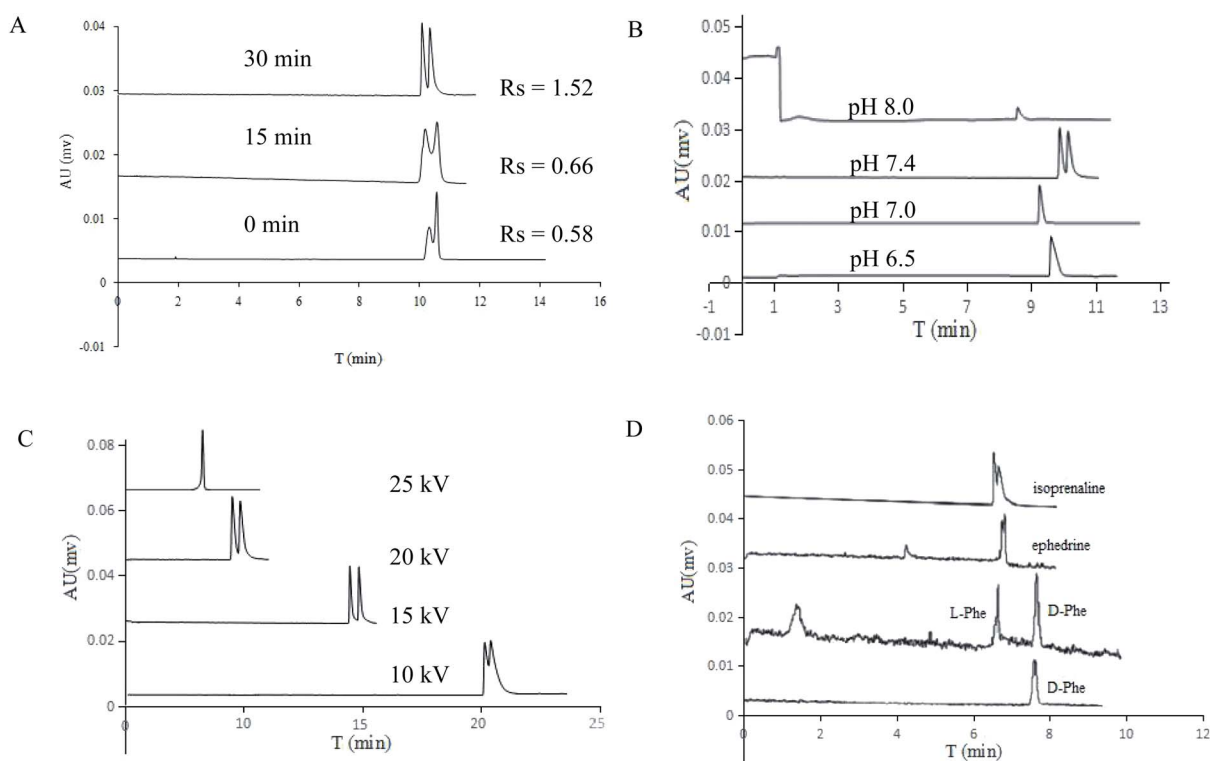 A
0.04
0.03
0.02
0.01
0
-0.01
AU (mv)
30 min
Rs = 1.52
15 min
Rs = 0.66
0 min
Rs = 0.58
0 2 4 6 8 10 12 14 16
T (min)
B
0.05
0.04
0.03
0.02
0.01
0
-0.01
AU(mv)
pH 8.0
pH 7.4
pH 7.0
pH 6.5
-1 1 3 5 7 9 11 13
T (min)
C
0.08
0.06
0.04
0.02
0
AU(mv)
25 kV
20 kV
15 kV
10 kV
0 10 15 20 25
T (min)
D
0.06
0.05
0.04
0.03
0.02
0.01
0
AU(mv)
isoprenaline
ephedrine
L-Phe D-Phe
D-Phe
0 2 4 6 8 10 12
T (min)